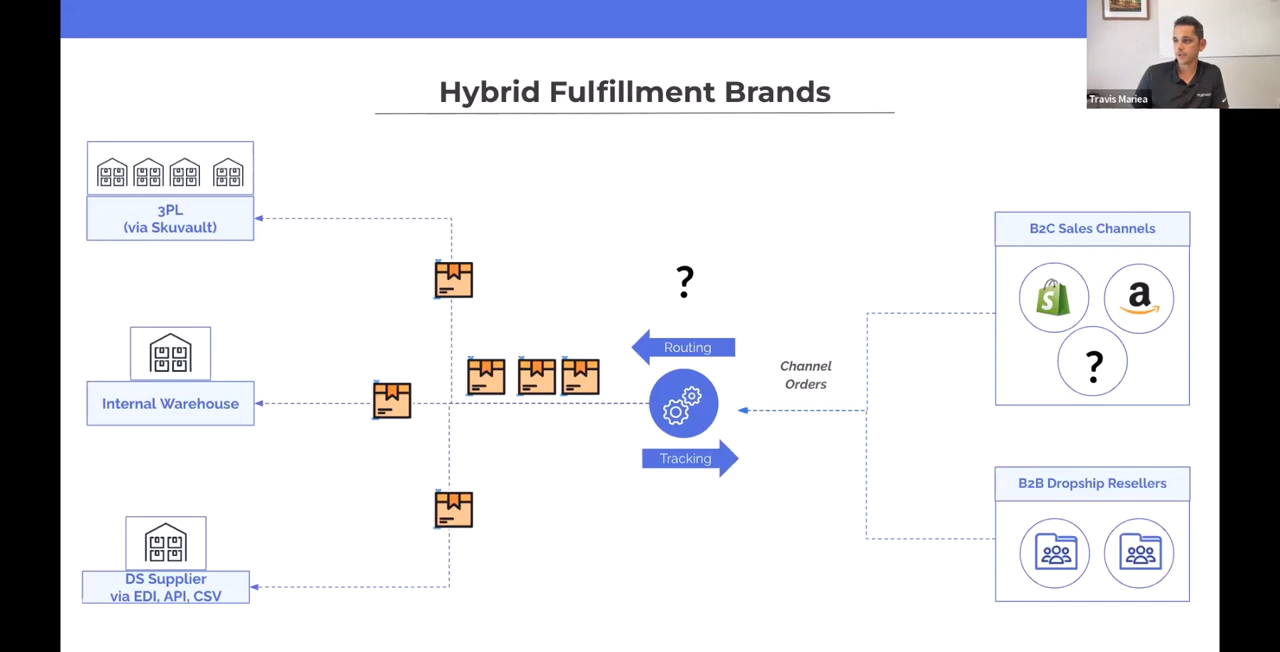 Hybrid Fulfillment Brands
Travis Mariea
3PL
(via Skuvault)
?
B2C Sales Channels
S
a
?
Routing
Channel
Orders
Internal Warehouse
Tracking
B2B Dropship Resellers
DS Supplier
via EDI, API, CSV